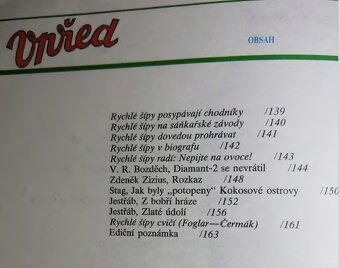 Vpřed
OBSAH
Rychlé šípy posypávají chodníky /139
Rychlé šípy na sáňkařské závody /140
Rychlé šípy dovedou prohrávat /141
Rychlé šípy v biografu /142
Rychlé šípy radí: Nepijte na ovoce! /143
V. R. Bozděch, Diamant-2 se nevrátil /144
Zdeněk Zizius, Rozkaz /148
Stag, Jak byly „potopeny" Kokosové ostrovy /150
Jestřáb, Z bobří hráze /152
Jestřáb, Zlaté údolí /156
Rychlé šípy cvičí (Foglar—Čermák) /161
Ediční poznámka /163